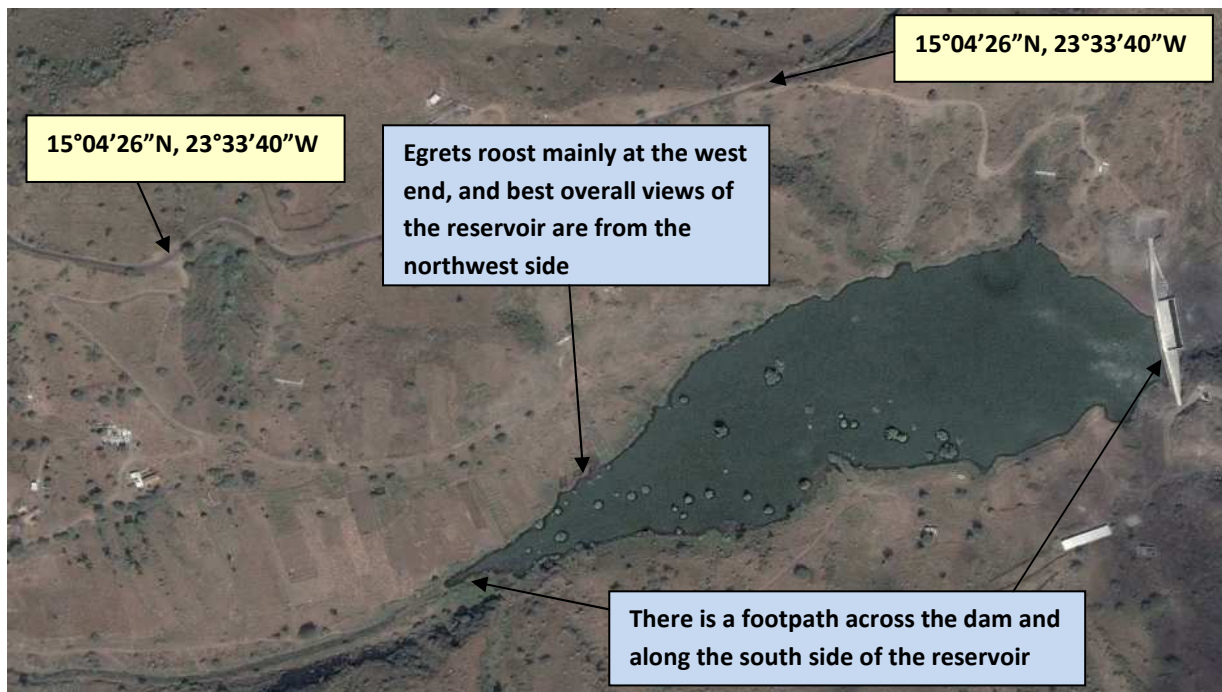 15°04’26”N, 23°33’40”W
15°04’26”N, 23°33’40”W
Egrets roost mainly at the west
end, and best overall views of
the reservoir are from the
northwest side
There is a footpath across the dam and
along the south side of the reservoir